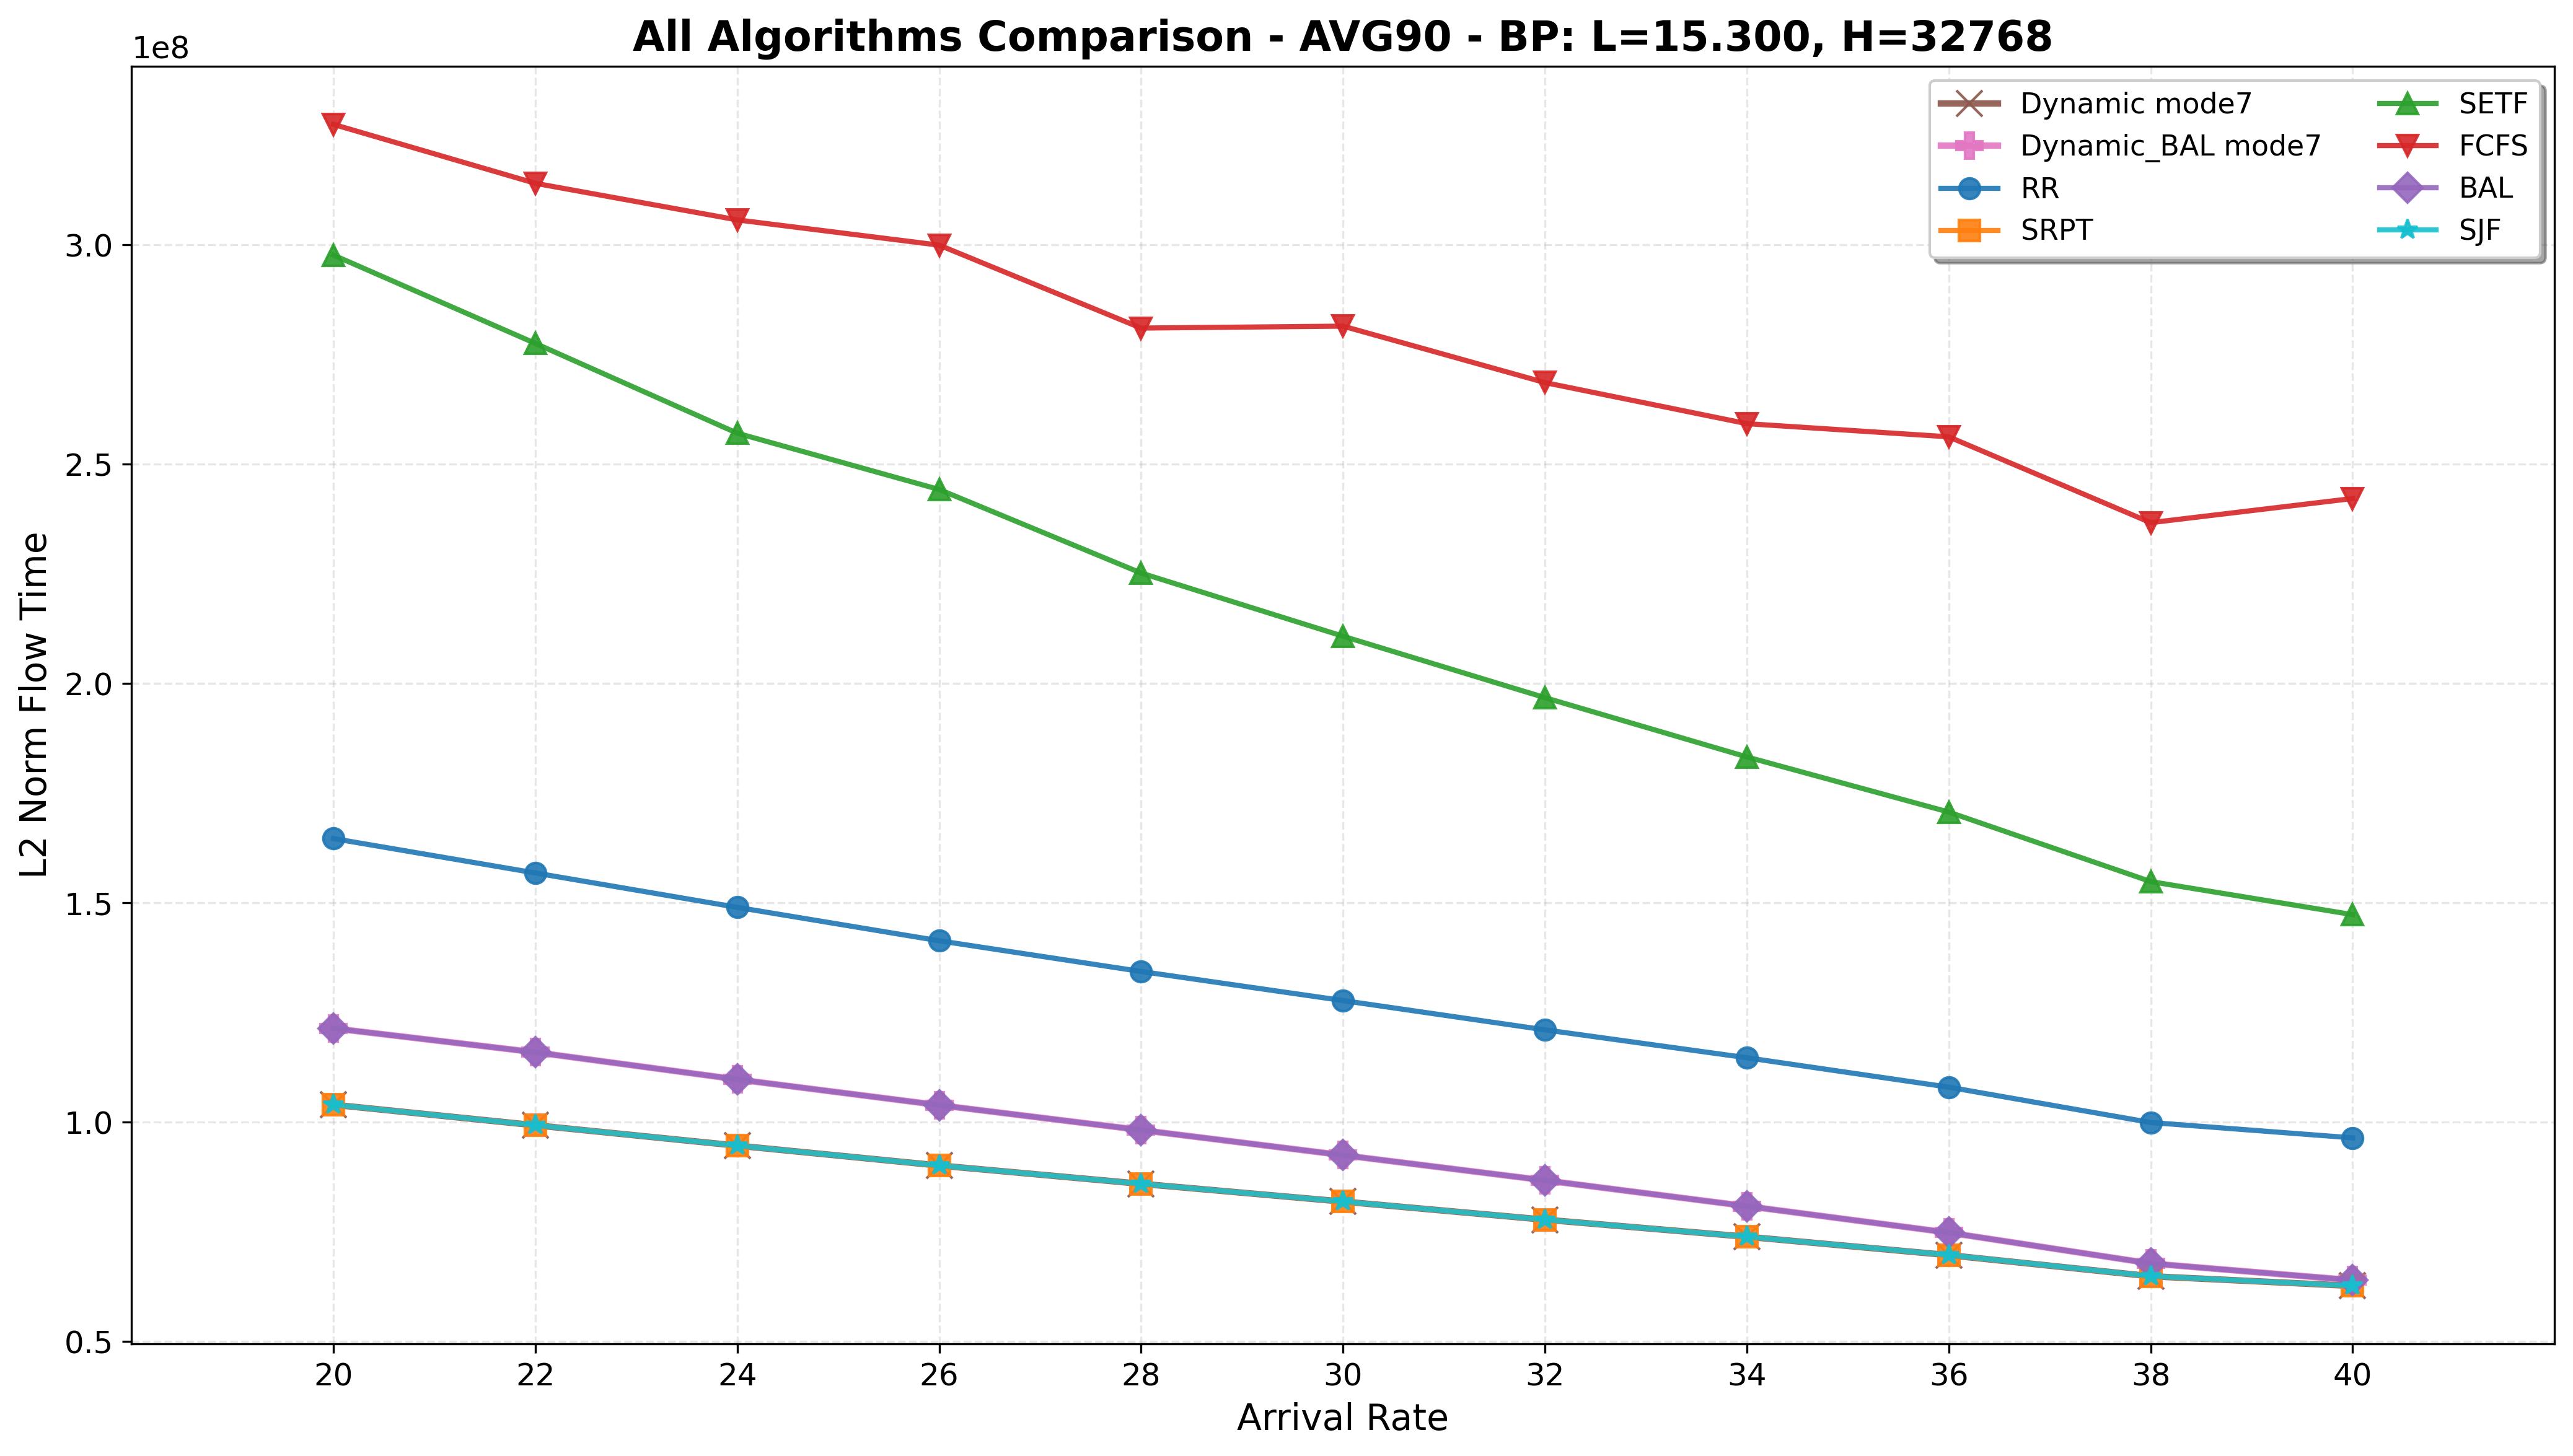 All Algorithms Comparison - AVG90 - BP: L=15.300, H=32768
1e8
Dynamic mode7
Dynamic_BAL mode7
RR
SRPT
SETF
FCFS
BAL
SJF
L2 Norm Flow Time
3.0
2.5
2.0
1.5
1.0
0.5
20 22 24 26 28 30 32 34 36 38 40
Arrival Rate